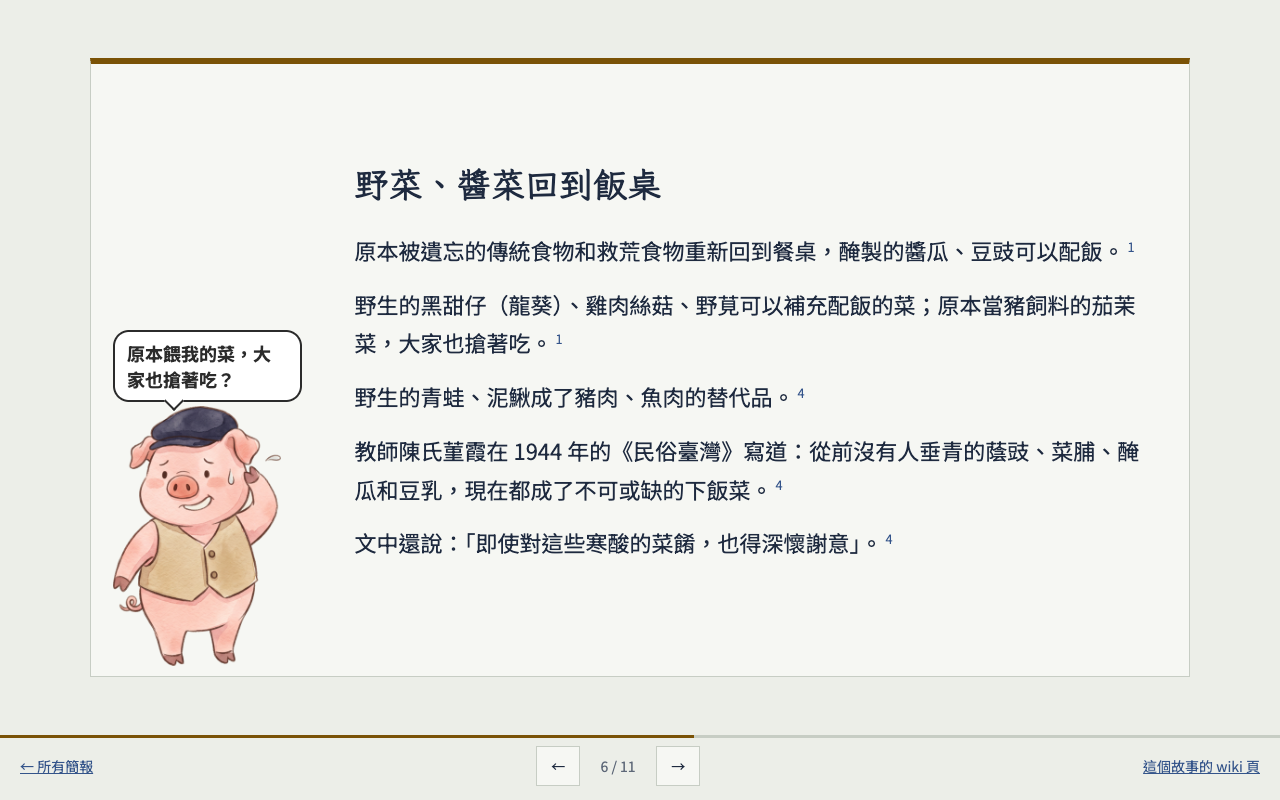 野菜、醬菜回到飯桌
原本被遺忘的傳統食物和救荒食物重新回到餐桌，醃製的醬瓜、豆豉可以配飯。1
野生的黑甜仔（龍葵）、雞肉絲菇、野莧可以補充配飯的菜；原本當豬飼料的茄茉
菜，大家也搶著吃。1
野生的青蛙、泥鰍成了豬肉、魚肉的替代品。4
教師陳氏菫霞在 1944 年的《民俗臺灣》寫道：從前沒有人垂青的蔭豉、菜脯、醃
瓜和豆乳，現在都成了不可或缺的下飯菜。4
文中還說：「即使對這些寒酸的菜餚，也得深懷謝意」。4
原本餵我的菜，大
家也搶著吃？
← 所有簡報
←
6 / 11
→
這個故事的 wiki 頁